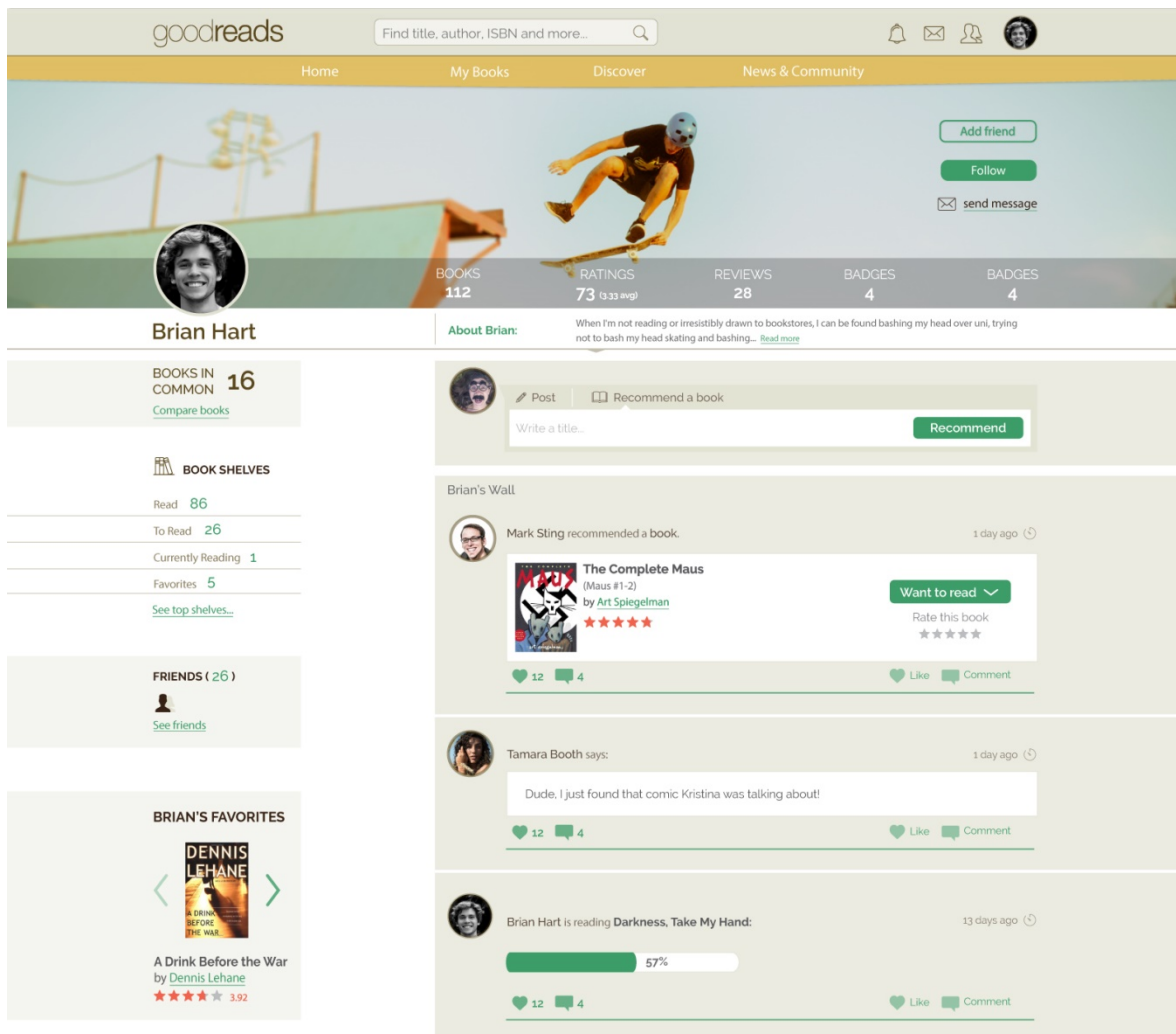 goodreads
Find title, author, ISBN and more...
Home My Books Discover News & Community
Add friend
Follow
send message
BOOKS RATINGS REVIEWS BADGES BADGES
112 73 (3.33 avg) 28 4 4
Brian Hart
About Brian:
When I'm not reading or irresistibly drawn to bookstores, I can be found bashing my head over uni, trying
not to bash my head skating and bashing... Read more
BOOKS IN
COMMON 16
Compare books
BOOK SHELVES
Read 86
To Read 26
Currently Reading 1
Favorites 5
See top shelves...
FRIENDS ( 26 )
See friends
BRIAN'S FAVORITES
DENNIS
LEHANE
A DRINK
BEFORE
THE WAR
A Drink Before the War
by Dennis Lehane
3.92
Post Recommend a book
Write a title...
Recommend
Brian's Wall
Mark Sting recommended a book.
1 day ago
THE COMPLETE
MAUS
art spiegelman
The Complete Maus
(Maus #1-2)
by Art Spiegelman
Want to read
Rate this book
12 4 Like Comment
Tamara Booth says:
1 day ago
Dude, I just found that comic Kristina was talking about!
12 4 Like Comment
Brian Hart is reading Darkness, Take My Hand:
13 days ago
57%
12 4 Like Comment